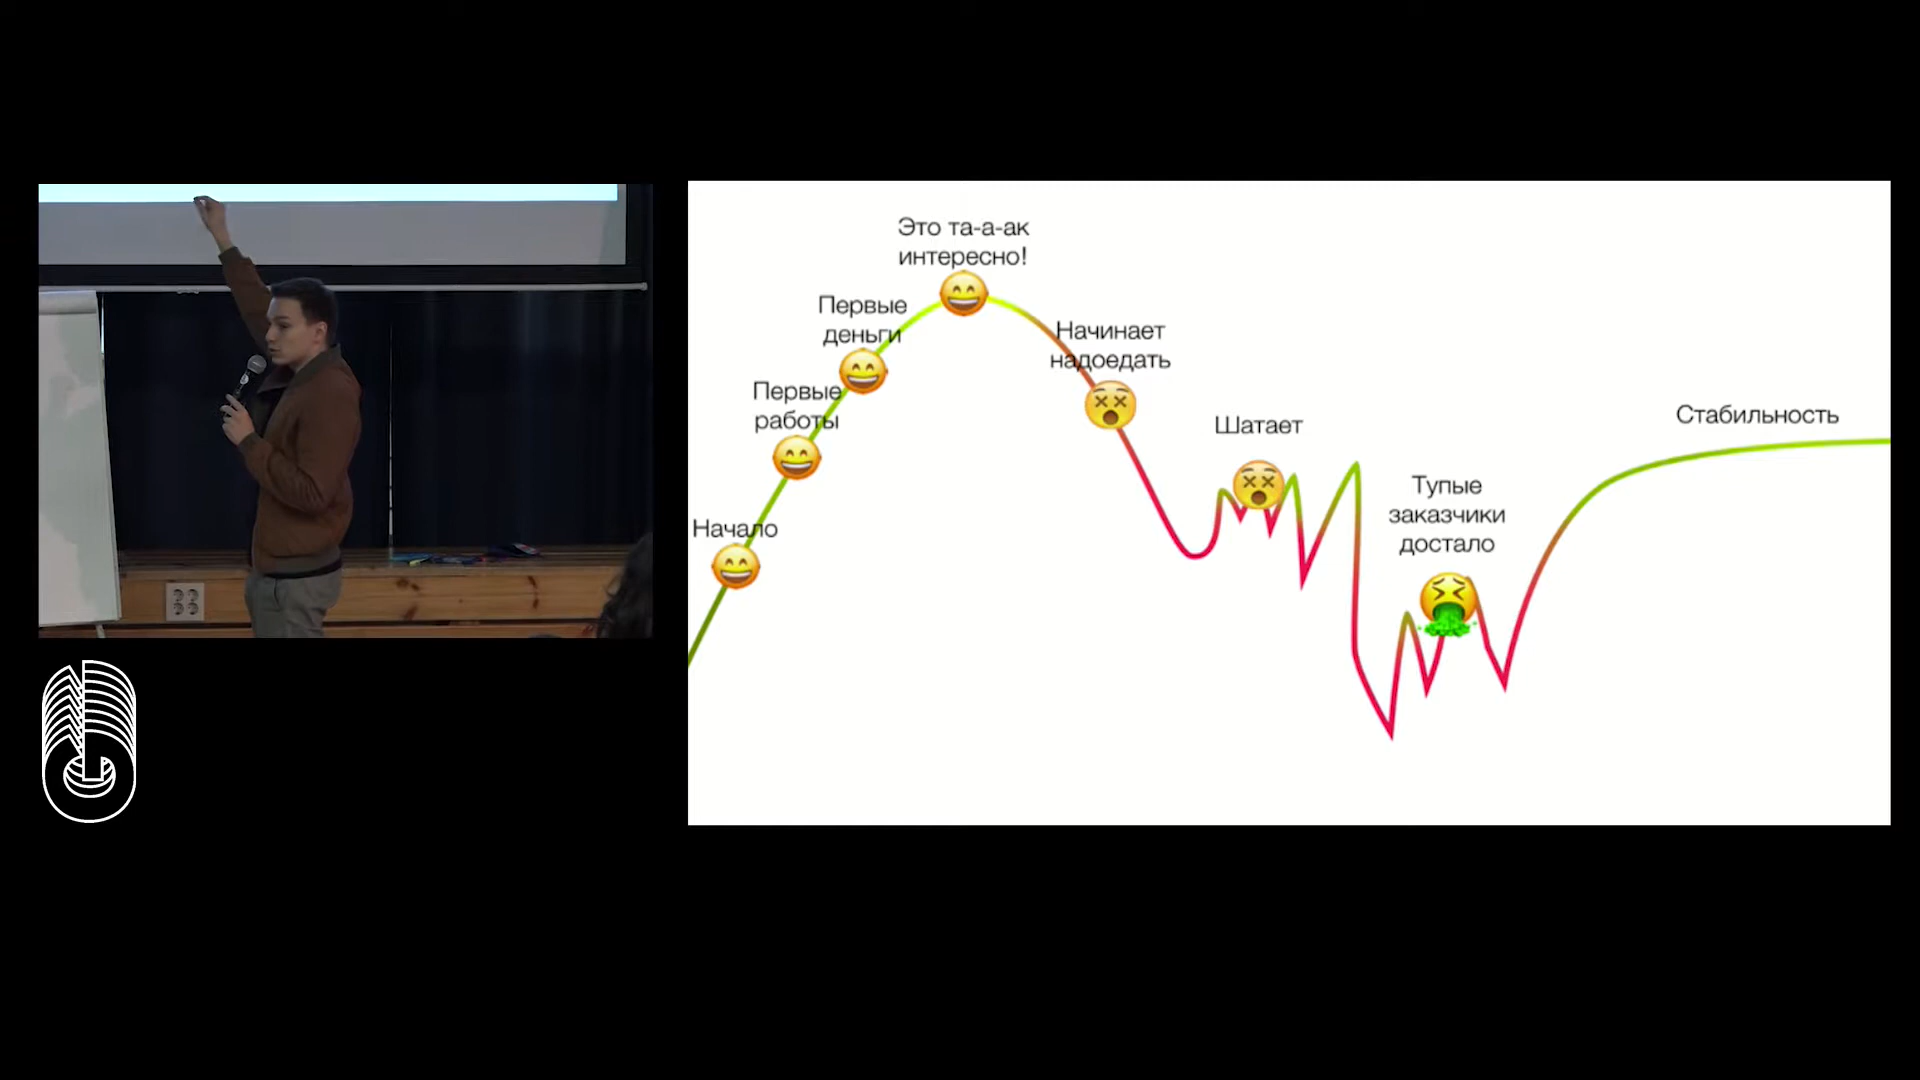 Это та-а-ак
интересно!
Первые
деньги
Первые
работы
Начало
Начинает
надоедать
Шатает
Тупые
заказчики
достало
Стабильность